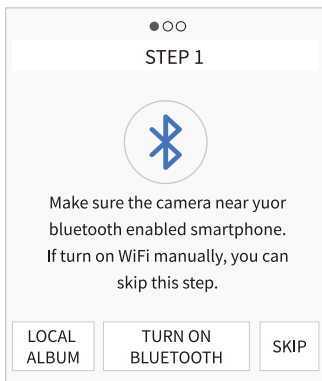 STEP 1
Make sure the camera near yuor
bluetooth enabled smartphone.
If turn on WiFi manually, you can
skip this step.
LOCAL
ALBUM
TURN ON
BLUETOOTH
SKIP